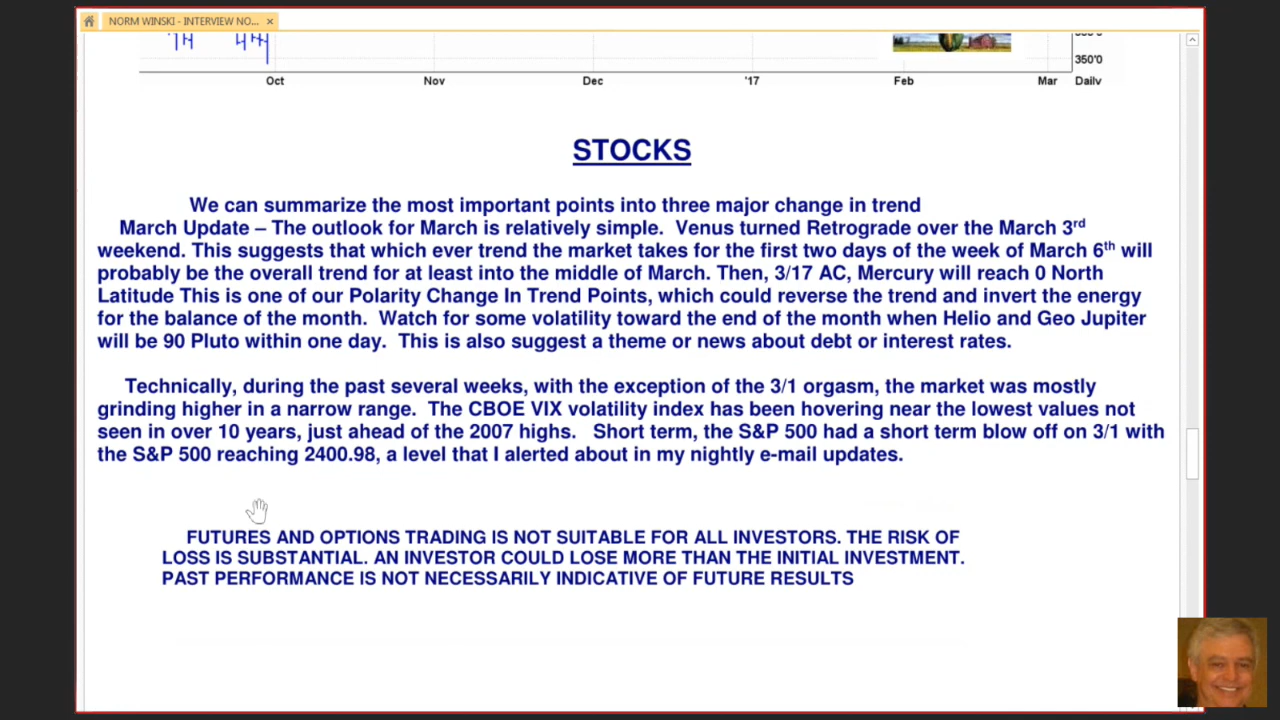 NORM WINSKI - INTERVIEW NO...
350'0
Oct Nov Dec '17 Feb Mar Daily
STOCKS
We can summarize the most important points into three major change in trend
March Update – The outlook for March is relatively simple. Venus turned Retrograde over the March 3rd
weekend. This suggests that which ever trend the market takes for the first two days of the week of March 6th will
probably be the overall trend for at least into the middle of March. Then, 3/17 AC, Mercury will reach 0 North
Latitude This is one of our Polarity Change In Trend Points, which could reverse the trend and invert the energy
for the balance of the month. Watch for some volatility toward the end of the month when Helio and Geo Jupiter
will be 90 Pluto within one day. This is also suggest a theme or news about debt or interest rates.
Technically, during the past several weeks, with the exception of the 3/1 orgasm, the market was mostly
grinding higher in a narrow range. The CBOE VIX volatility index has been hovering near the lowest values not
seen in over 10 years, just ahead of the 2007 highs. Short term, the S&P 500 had a short term blow off on 3/1 with
the S&P 500 reaching 2400.98, a level that I alerted about in my nightly e-mail updates.
FUTURES AND OPTIONS TRADING IS NOT SUITABLE FOR ALL INVESTORS. THE RISK OF
LOSS IS SUBSTANTIAL. AN INVESTOR COULD LOSE MORE THAN THE INITIAL INVESTMENT.
PAST PERFORMANCE IS NOT NECESSARILY INDICATIVE OF FUTURE RESULTS